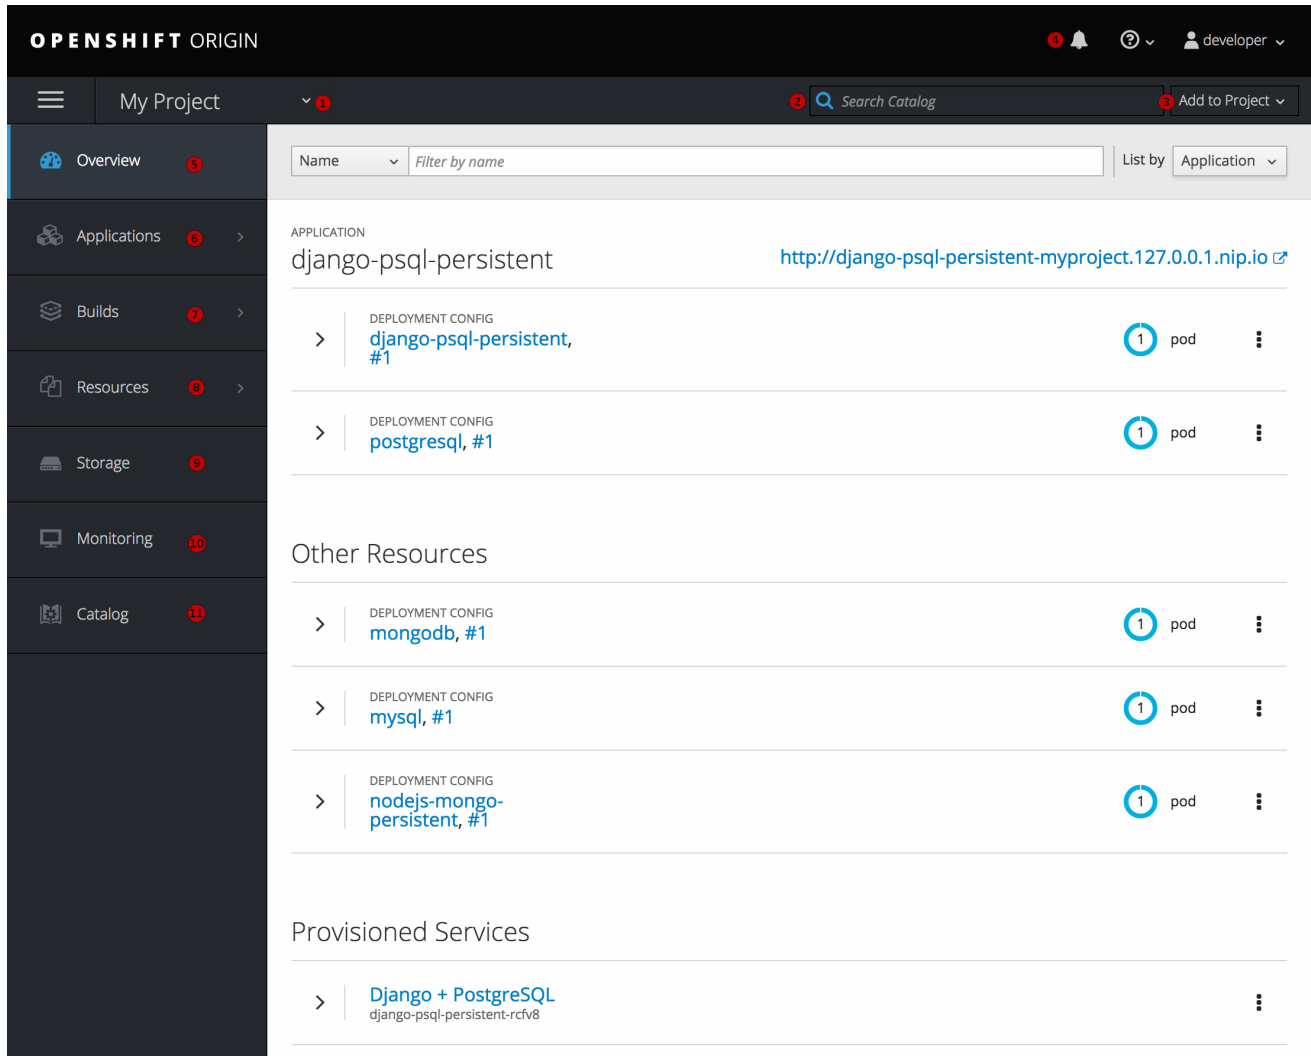 OPENSHIFT ORIGIN
4
developer
My Project
1
2
Search Catalog
3
Add to Project
Overview
5
Applications
6
Builds
7
Resources
8
Storage
9
Monitoring
10
Catalog
11
Name
Filter by name
List by
Application
APPLICATION
django-psql-persistent
http://django-psql-persistent-myproject.127.0.0.1.nip.io
DEPLOYMENT CONFIG
django-psql-persistent,
#1
1 pod
DEPLOYMENT CONFIG
postgresql, #1
1 pod
Other Resources
DEPLOYMENT CONFIG
mongodb, #1
1 pod
DEPLOYMENT CONFIG
mysql, #1
1 pod
DEPLOYMENT CONFIG
nodejs-mongo-
persistent, #1
1 pod
Provisioned Services
Django + PostgreSQL
django-psql-persistent-rcfv8